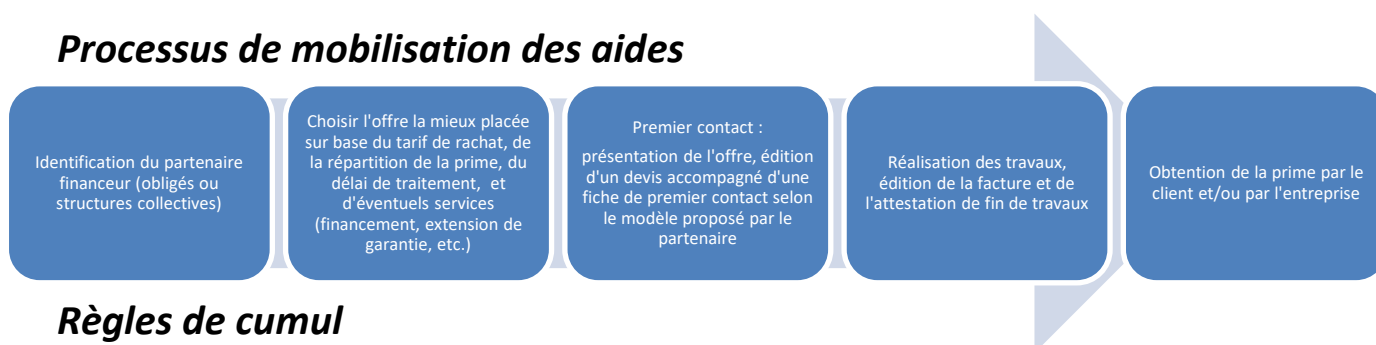 Processus de mobilisation des aides
Identification du partenaire
financeur (obligés ou
structures collectives)
Choisir l'offre la mieux placée
sur base du tarif de rachat, de
la répartition de la prime, du
délai de traitement, et
d'éventuels services
(financement, extension de
garantie, etc.)
Premier contact :
présentation de l'offre, édition
d'un devis accompagné d'une
fiche de premier contact selon
le modèle proposé par le
partenaire
Réalisation des travaux,
édition de la facture et de
l'attestation de fin de travaux
Obtention de la prime par le
client et/ou par l'entreprise
Règles de cumul